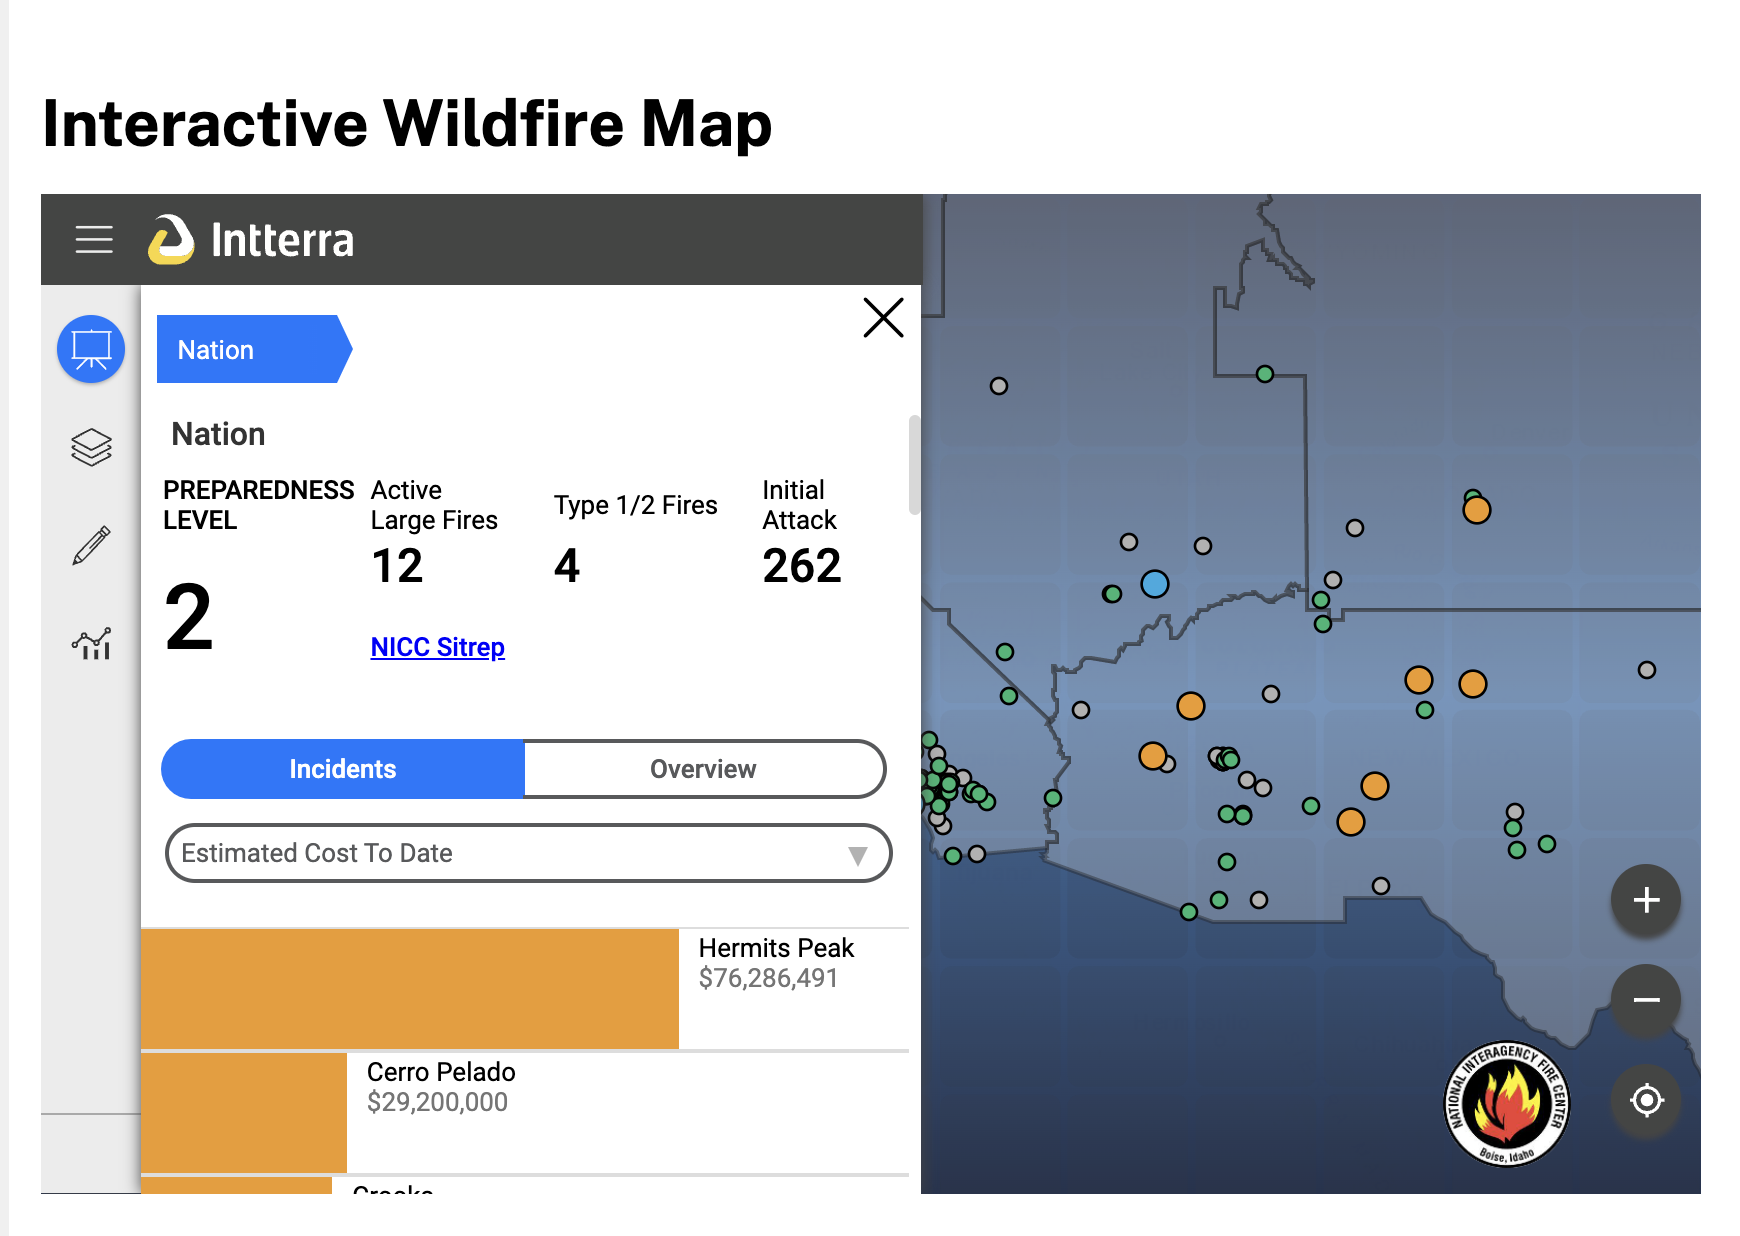 Interactive Wildfire Map
Intterra
Nation
Nation
PREPAREDNESS
LEVEL
2
Active
Large Fires
12
Type 1/2 Fires
4
Initial
Attack
262
NICC Sitrep
Incidents
Overview
Estimated Cost To Date
Hermits Peak
$76,286,491
Cerro Pelado
$29,200,000
Crooks
NATIONAL INTERAGENCY FIRE CENTER
Boise, Idaho